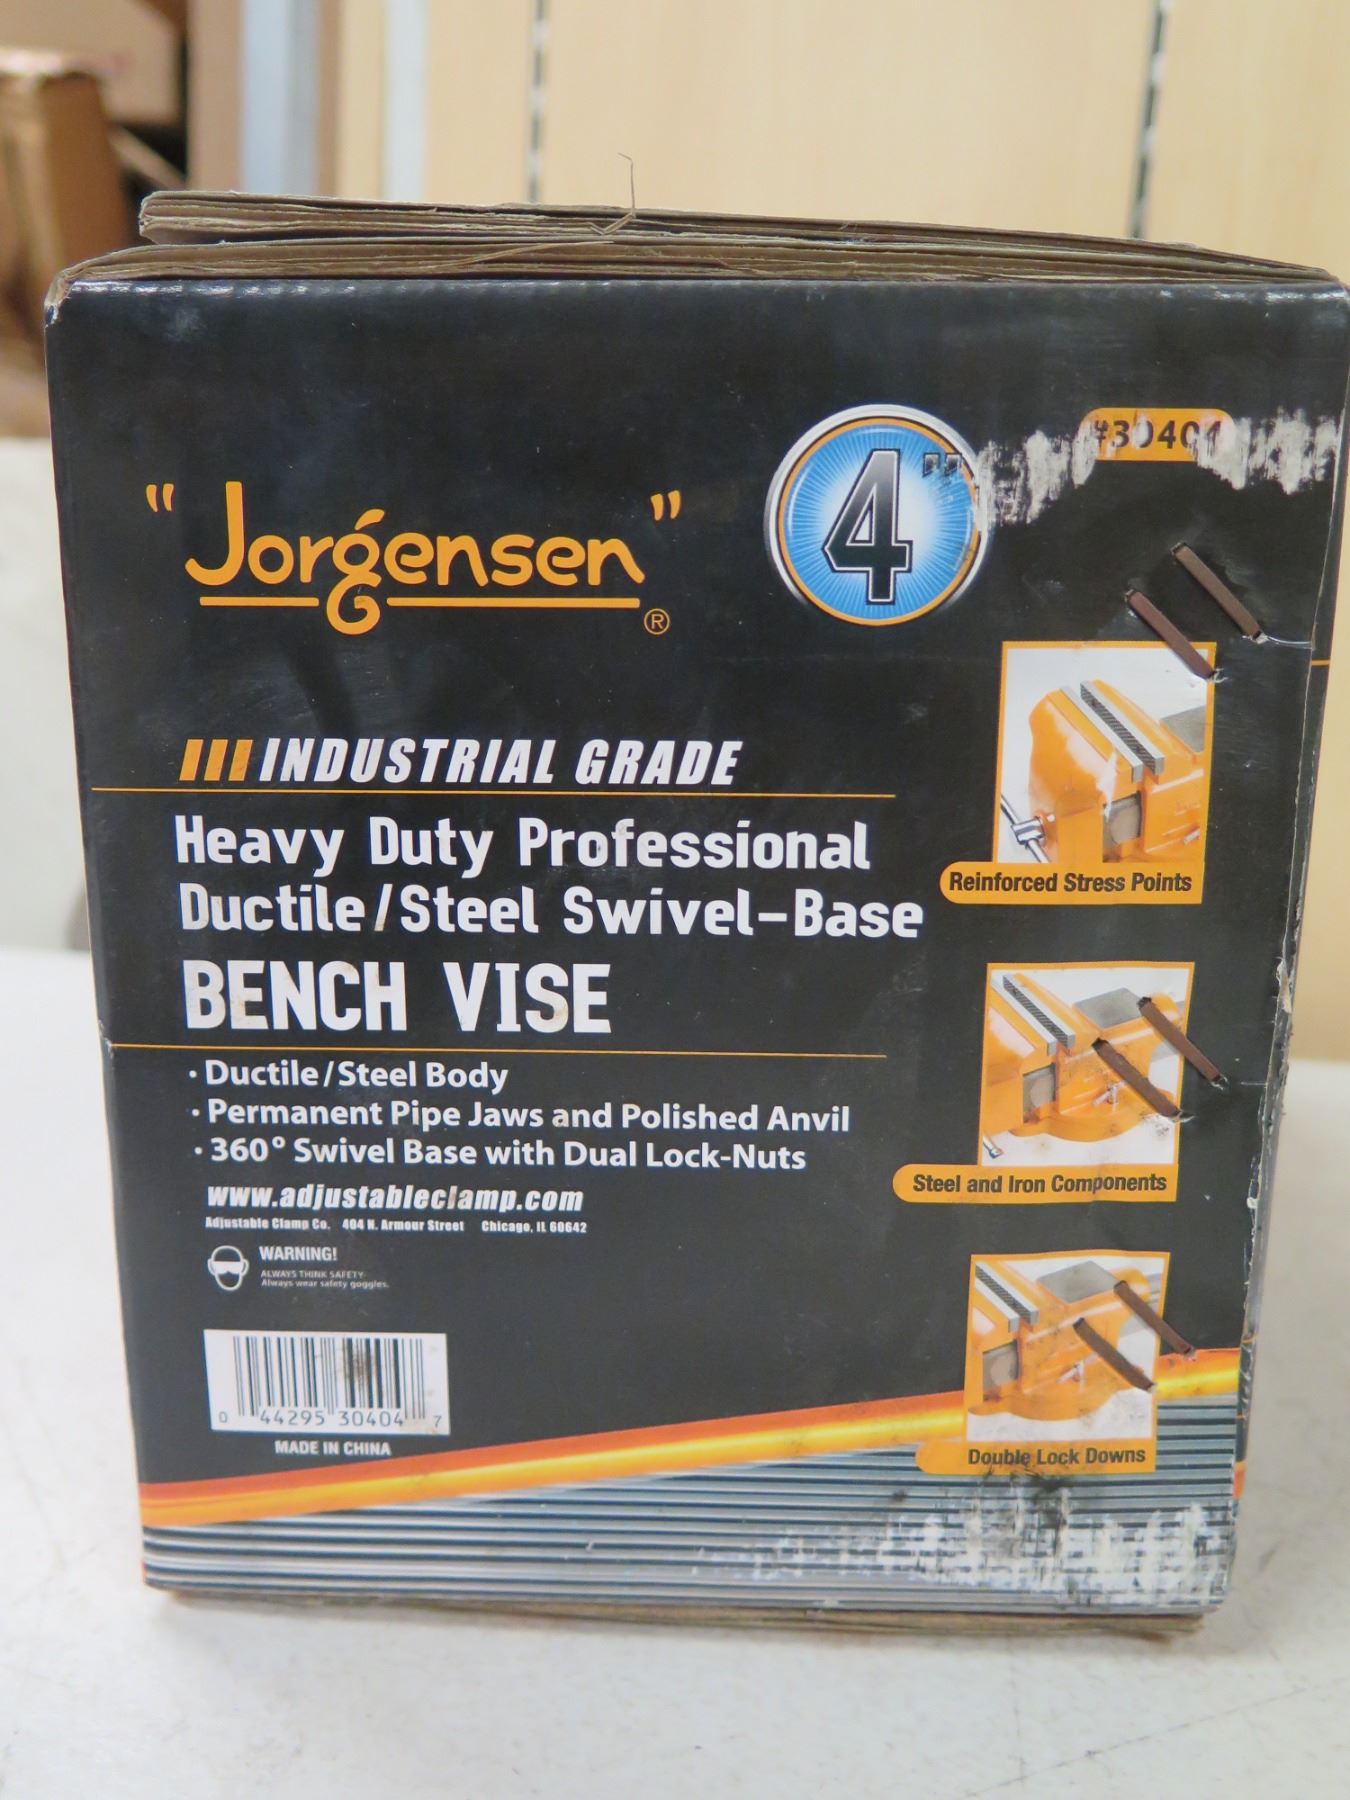 "Jorgensen"®
4"
#30404
INDUSTRIAL GRADE
Heavy Duty Professional
Ductile/Steel Swivel-Base
BENCH VISE
· Ductile/Steel Body
· Permanent Pipe Jaws and Polished Anvil
· 360° Swivel Base with Dual Lock-Nuts
www.adjustableclamp.com
Adjustable Clamp Co. 404 N. Armour Street Chicago, IL 60642
WARNING!
ALWAYS THINK SAFETY
Always wear safety goggles.
0 44295 30404 7
MADE IN CHINA
Reinforced Stress Points
Steel and Iron Components
Double Lock Downs